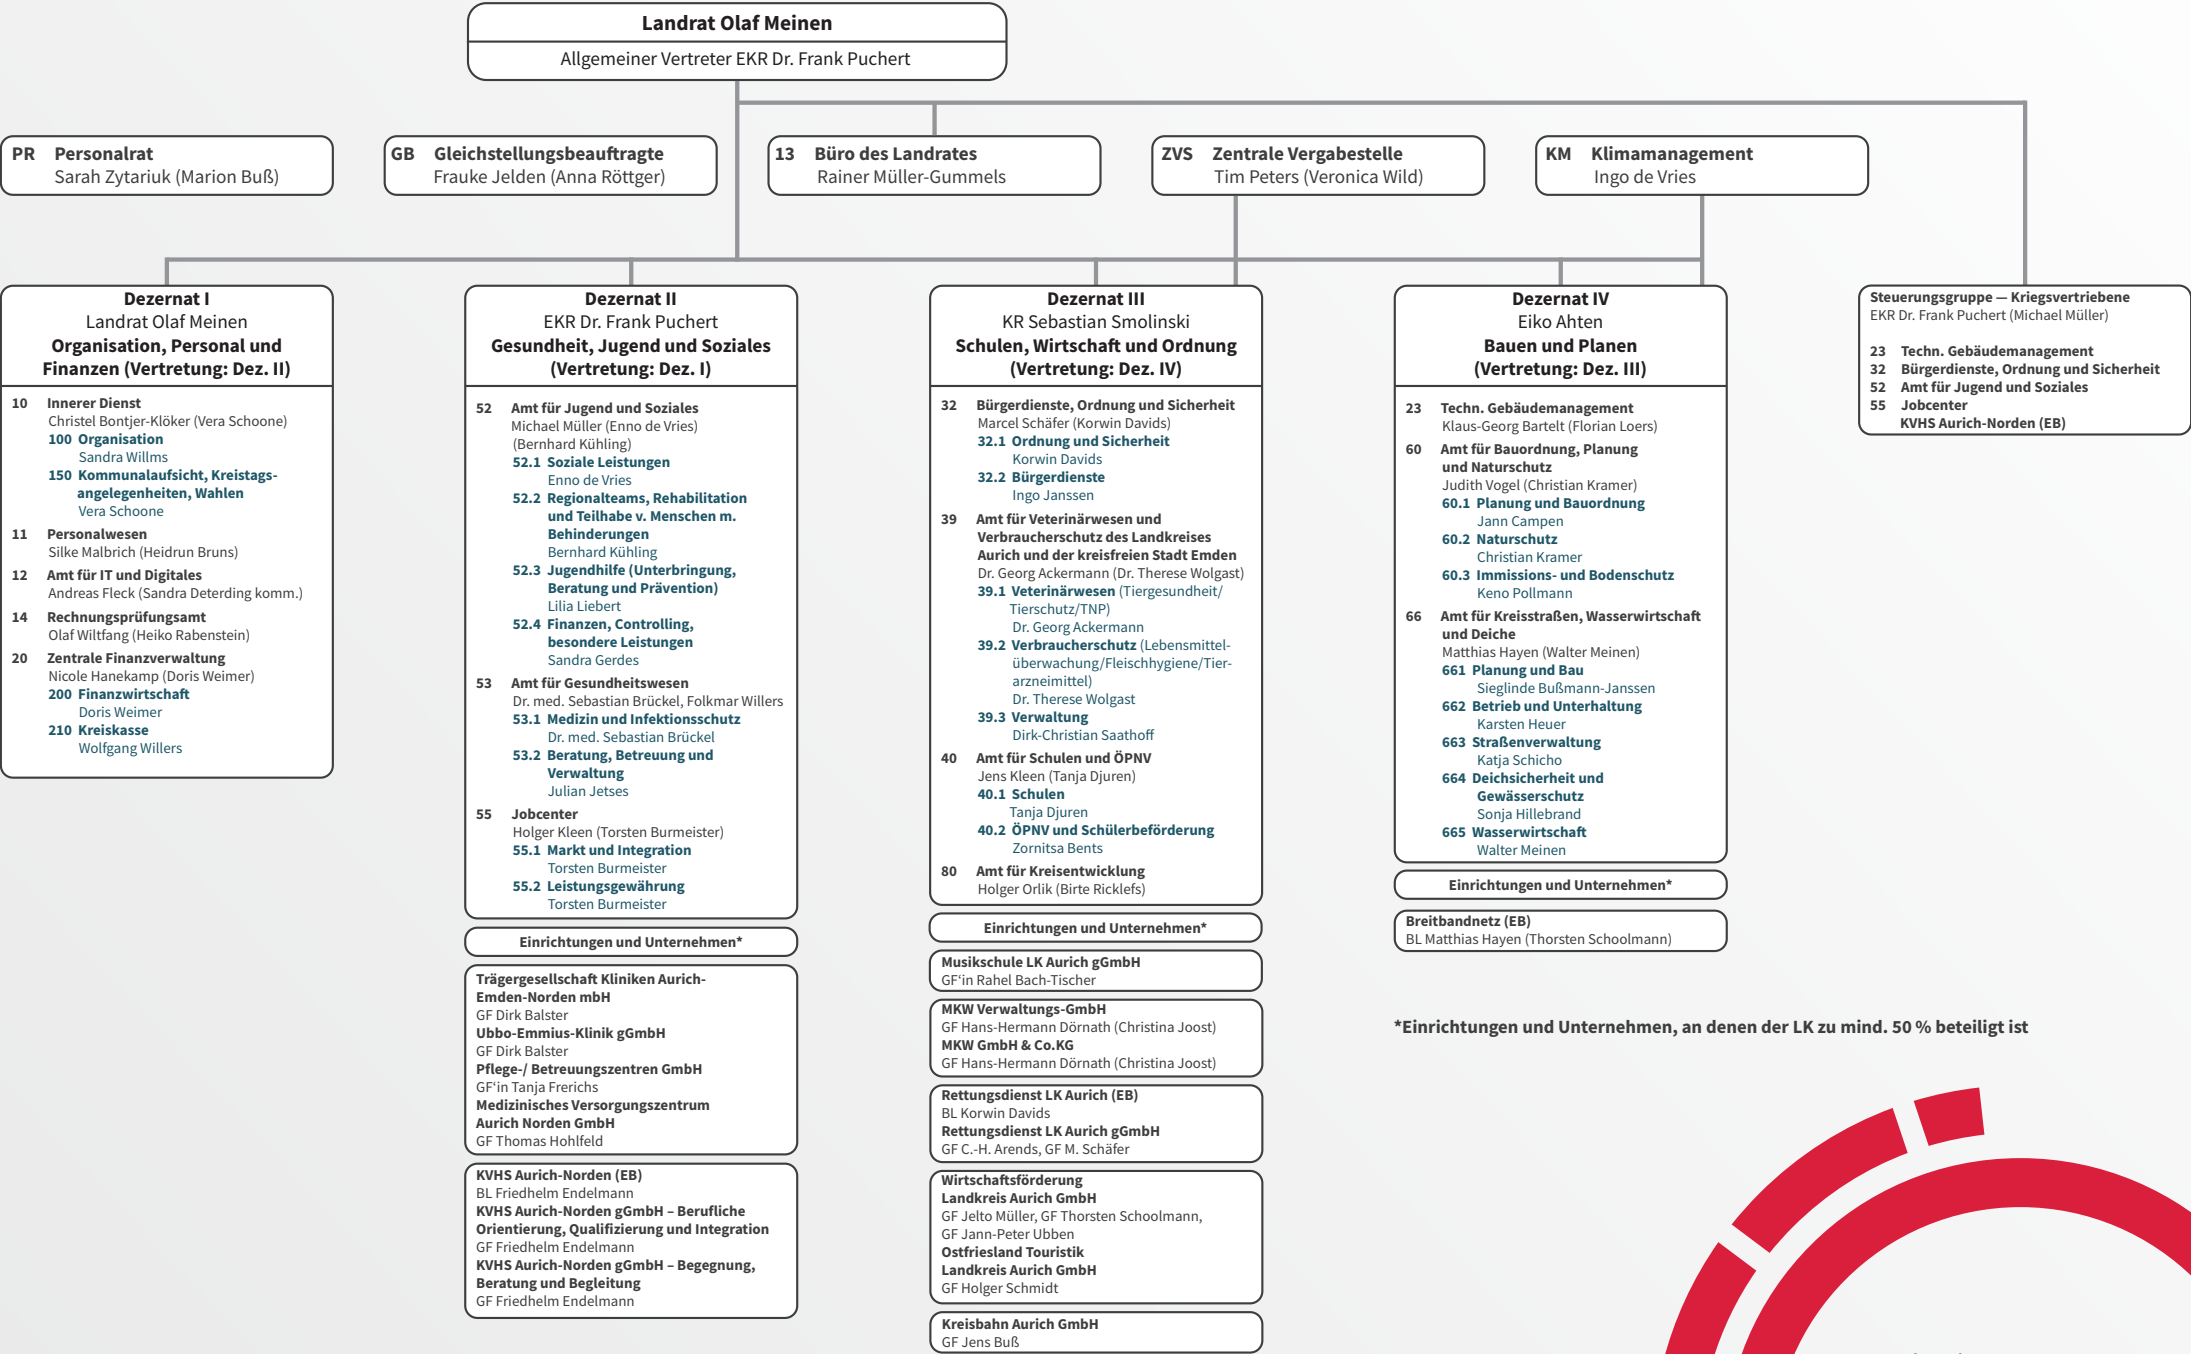 Landrat Olaf Meinen
Allgemeiner Vertreter EKR Dr. Frank Puchert
PR Personalrat
Sarah Zytariuk (Marion Buß)
GB Gleichstellungsbeauftragte
Frauke Jelden (Anna Röttger)
13 Büro des Landrates
Rainer Müller-Gummels
ZVS Zentrale Vergabestelle
Tim Peters (Veronica Wild)
KM Klimamanagement
Ingo de Vries
Dezernat I
Landrat Olaf Meinen
Organisation, Personal und
Finanzen (Vertretung: Dez. II)
10 Innerer Dienst
Christel Bontjer-Klöker (Vera Schoone)
100 Organisation
Sandra Willms
150 Kommunalaufsicht, Kreistags-
angelegenheiten, Wahlen
Vera Schoone
11 Personalwesen
Silke Malbrich (Heidrun Bruns)
12 Amt für IT und Digitales
Andreas Fleck (Sandra Deterding komm.)
14 Rechnungsprüfungsamt
Olaf Wiltfang (Heiko Rabenstein)
20 Zentrale Finanzverwaltung
Nicole Hanekamp (Doris Weimer)
200 Finanzwirtschaft
Doris Weimer
210 Kreiskasse
Wolfgang Willers
Dezernat II
EKR Dr. Frank Puchert
Gesundheit, Jugend und Soziales
(Vertretung: Dez. I)
52 Amt für Jugend und Soziales
Michael Müller (Enno de Vries)
(Bernhard Kühling)
52.1 Soziale Leistungen
Enno de Vries
52.2 Regionalteams, Rehabilitation
und Teilhabe v. Menschen m.
Behinderungen
Bernhard Kühling
52.3 Jugendhilfe (Unterbringung,
Beratung und Prävention)
Lilia Liebert
52.4 Finanzen, Controlling,
besondere Leistungen
Sandra Gerdes
53 Amt für Gesundheitswesen
Dr. med. Sebastian Brückel, Folkmar Willers
53.1 Medizin und Infektionsschutz
Dr. med. Sebastian Brückel
53.2 Beratung, Betreuung und
Verwaltung
Julian Jetses
55 Jobcenter
Holger Kleen (Torsten Burmeister)
55.1 Markt und Integration
Torsten Burmeister
55.2 Leistungsgewährung
Torsten Burmeister
Einrichtungen und Unternehmen*
Trägergesellschaft Kliniken Aurich-
Emden-Norden mbH
GF Dirk Balster
Ubbo-Emmius-Klinik gGmbH
GF Dirk Balster
Pflege-/ Betreuungszentren GmbH
GF‘in Tanja Frerichs
Medizinisches Versorgungszentrum
Aurich Norden GmbH
GF Thomas Hohlfeld
KVHS Aurich-Norden (EB)
BL Friedhelm Endelmann
KVHS Aurich-Norden gGmbH – Berufliche
Orientierung, Qualifizierung und Integration
GF Friedhelm Endelmann
KVHS Aurich-Norden gGmbH – Begegnung,
Beratung und Begleitung
GF Friedhelm Endelmann
Dezernat III
KR Sebastian Smolinski
Schulen, Wirtschaft und Ordnung
(Vertretung: Dez. IV)
32 Bürgerdienste, Ordnung und Sicherheit
Marcel Schäfer (Korwin Davids)
32.1 Ordnung und Sicherheit
Korwin Davids
32.2 Bürgerdienste
Ingo Janssen
39 Amt für Veterinärwesen und
Verbraucherschutz des Landkreises
Aurich und der kreisfreien Stadt Emden
Dr. Georg Ackermann (Dr. Therese Wolgast)
39.1 Veterinärwesen (Tiergesundheit/
Tierschutz/TNP)
Dr. Georg Ackermann
39.2 Verbraucherschutz (Lebensmittel-
überwachung/Fleischhygiene/Tier-
arzneimittel)
Dr. Therese Wolgast
39.3 Verwaltung
Dirk-Christian Saathoff
40 Amt für Schulen und ÖPNV
Jens Kleen (Tanja Djuren)
40.1 Schulen
Tanja Djuren
40.2 ÖPNV und Schülerbeförderung
Zornitsa Bents
80 Amt für Kreisentwicklung
Holger Orlik (Birte Ricklefs)
Einrichtungen und Unternehmen*
Musikschule LK Aurich gGmbH
GF‘in Rahel Bach-Tischer
MKW Verwaltungs-GmbH
GF Hans-Hermann Dörnath (Christina Joost)
MKW GmbH & Co.KG
GF Hans-Hermann Dörnath (Christina Joost)
Rettungsdienst LK Aurich (EB)
BL Korwin Davids
Rettungsdienst LK Aurich gGmbH
GF C.-H. Arends, GF M. Schäfer
Wirtschaftsförderung
Landkreis Aurich GmbH
GF Jelto Müller, GF Thorsten Schoolmann,
GF Jann-Peter Ubben
Ostfriesland Touristik
Landkreis Aurich GmbH
GF Holger Schmidt
Kreisbahn Aurich GmbH
GF Jens Buß
Dezernat IV
Eiko Ahten
Bauen und Planen
(Vertretung: Dez. III)
23 Techn. Gebäudemanagement
Klaus-Georg Bartelt (Florian Loers)
60 Amt für Bauordnung, Planung
und Naturschutz
Judith Vogel (Christian Kramer)
60.1 Planung und Bauordnung
Jann Campen
60.2 Naturschutz
Christian Kramer
60.3 Immissions- und Bodenschutz
Keno Pollmann
66 Amt für Kreisstraßen, Wasserwirtschaft
und Deiche
Matthias Hayen (Walter Meinen)
661 Planung und Bau
Sieglinde Bußmann-Janssen
662 Betrieb und Unterhaltung
Karsten Heuer
663 Straßenverwaltung
Katja Schicho
664 Deichsicherheit und
Gewässerschutz
Sonja Hillebrand
665 Wasserwirtschaft
Walter Meinen
Einrichtungen und Unternehmen*
Breitbandnetz (EB)
BL Matthias Hayen (Thorsten Schoolmann)
Steuerungsgruppe — Kriegsvertriebene
EKR Dr. Frank Puchert (Michael Müller)
23 Techn. Gebäudemanagement
32 Bürgerdienste, Ordnung und Sicherheit
52 Amt für Jugend und Soziales
55 Jobcenter
KVHS Aurich-Norden (EB)
*Einrichtungen und Unternehmen, an denen der LK zu mind. 50 % beteiligt ist